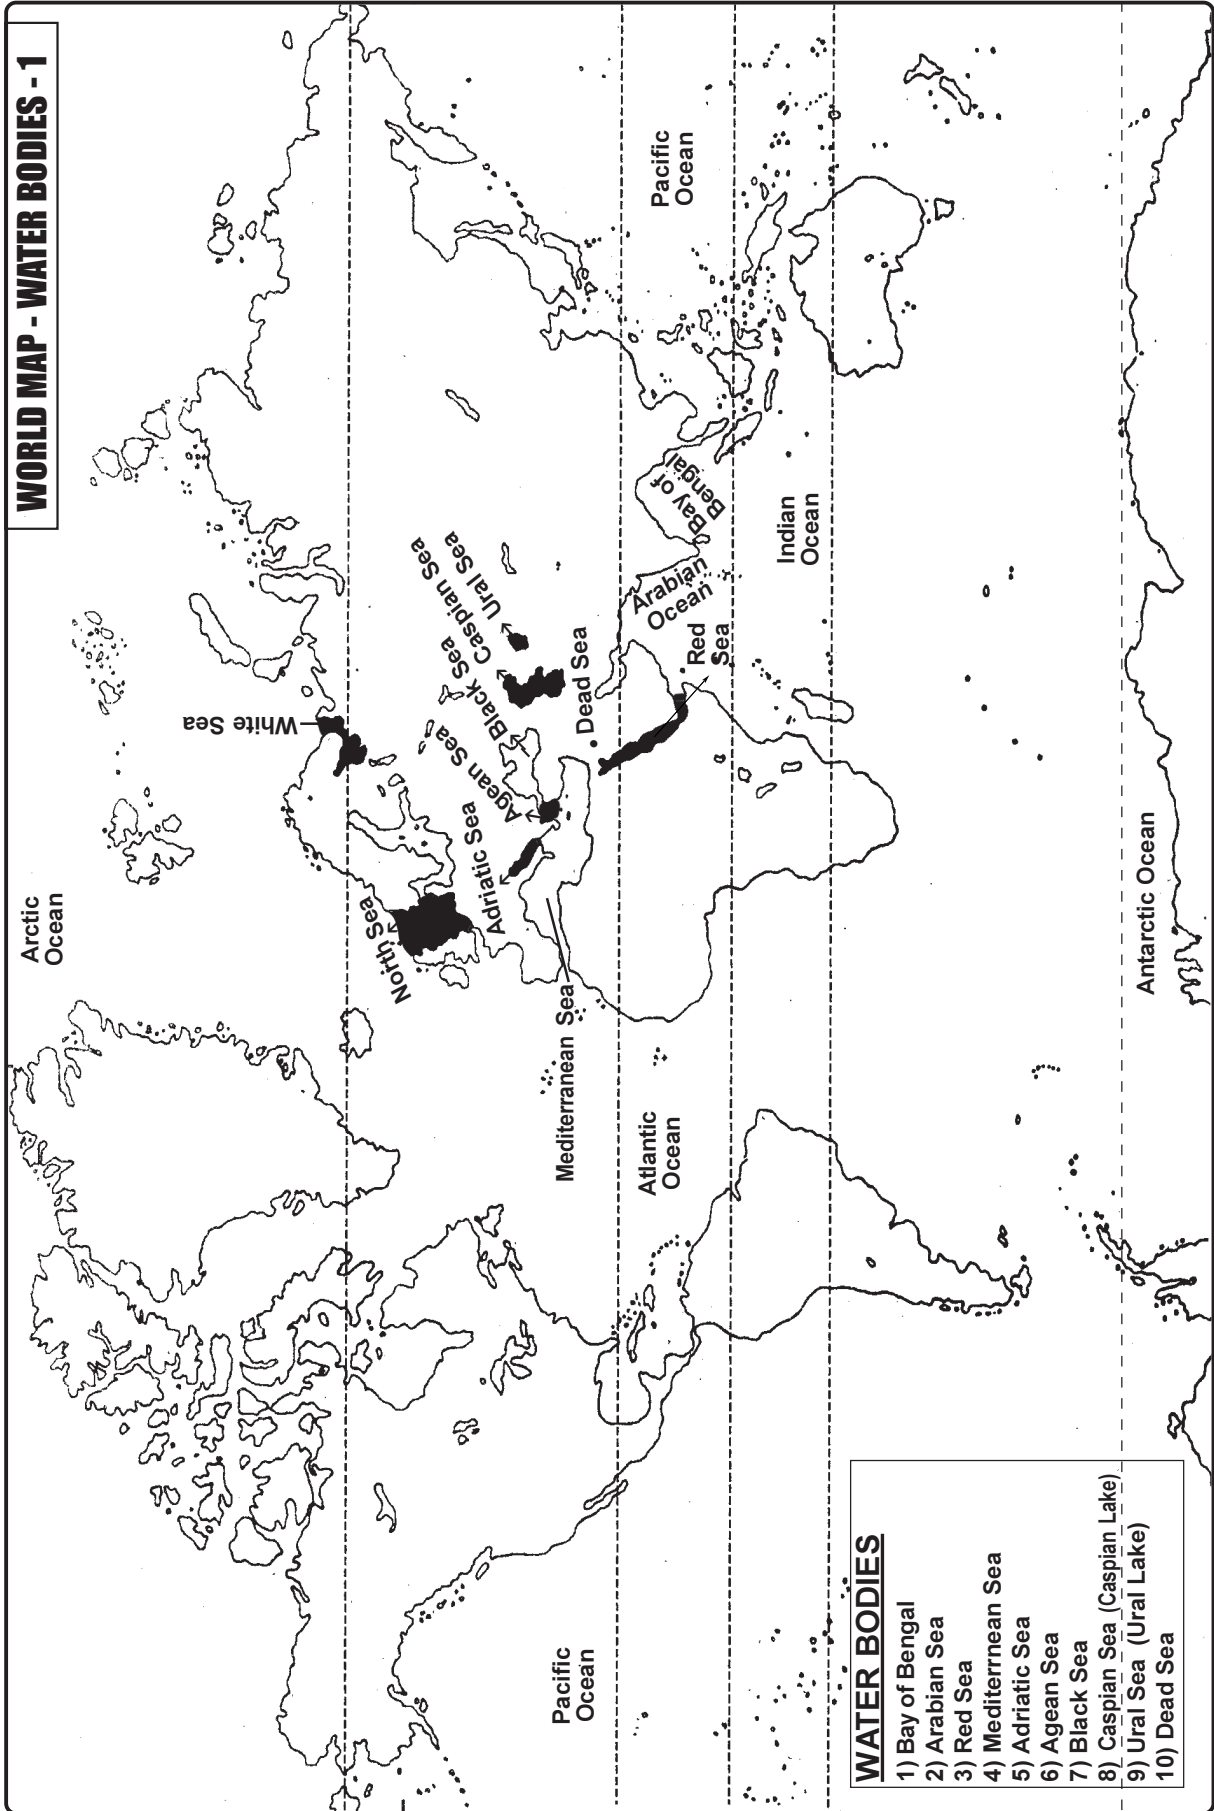 WORLD MAP - WATER BODIES - 1
Arctic
Ocean
White Sea
North Sea
Adriatic Sea
Agean Sea
Black Sea
Caspian Sea
Ural Sea
Dead Sea
Mediterranean Sea
Red
Sea
Arabian
Ocean
Bay of
Bengal
Pacific
Ocean
Atlantic
Ocean
Indian
Ocean
Pacific
Ocean
Antarctic Ocean
WATER BODIES
1) Bay of Bengal
2) Arabian Sea
3) Red Sea
4) Mediterrnean Sea
5) Adriatic Sea
6) Agean Sea
7) Black Sea
8) Caspian Sea (Caspian Lake)
9) Ural Sea (Ural Lake)
10) Dead Sea